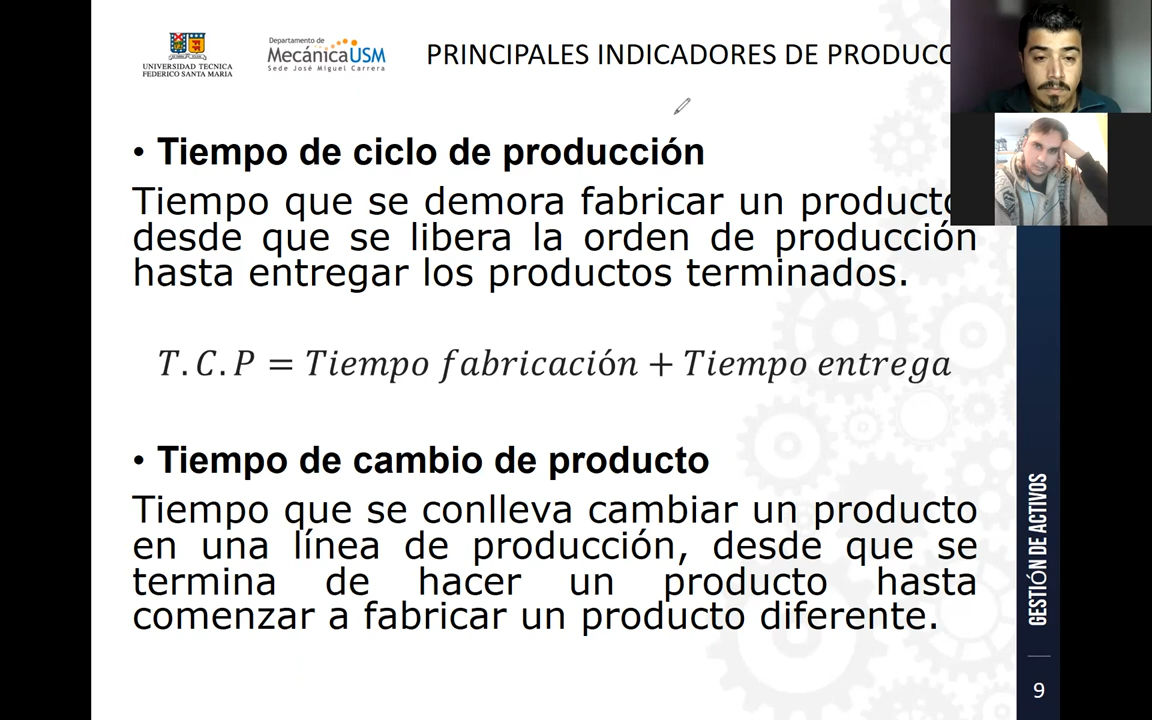 UNIVERSIDAD TECNICA
FEDERICO SANTA MARIA
Departamento de
MecánicaUSM
Sede José Miguel Carrera
PRINCIPALES INDICADORES DE PRODUCC
• Tiempo de ciclo de producción
Tiempo que se demora fabricar un producto
desde que se libera la orden de producción
hasta entregar los productos terminados.
T.C.P = Tiempo fabricación + Tiempo entrega
• Tiempo de cambio de producto
Tiempo que se conlleva cambiar un producto
en una línea de producción, desde que se
termina de hacer un producto hasta
comenzar a fabricar un producto diferente.
GESTIÓN DE ACTIVOS
9